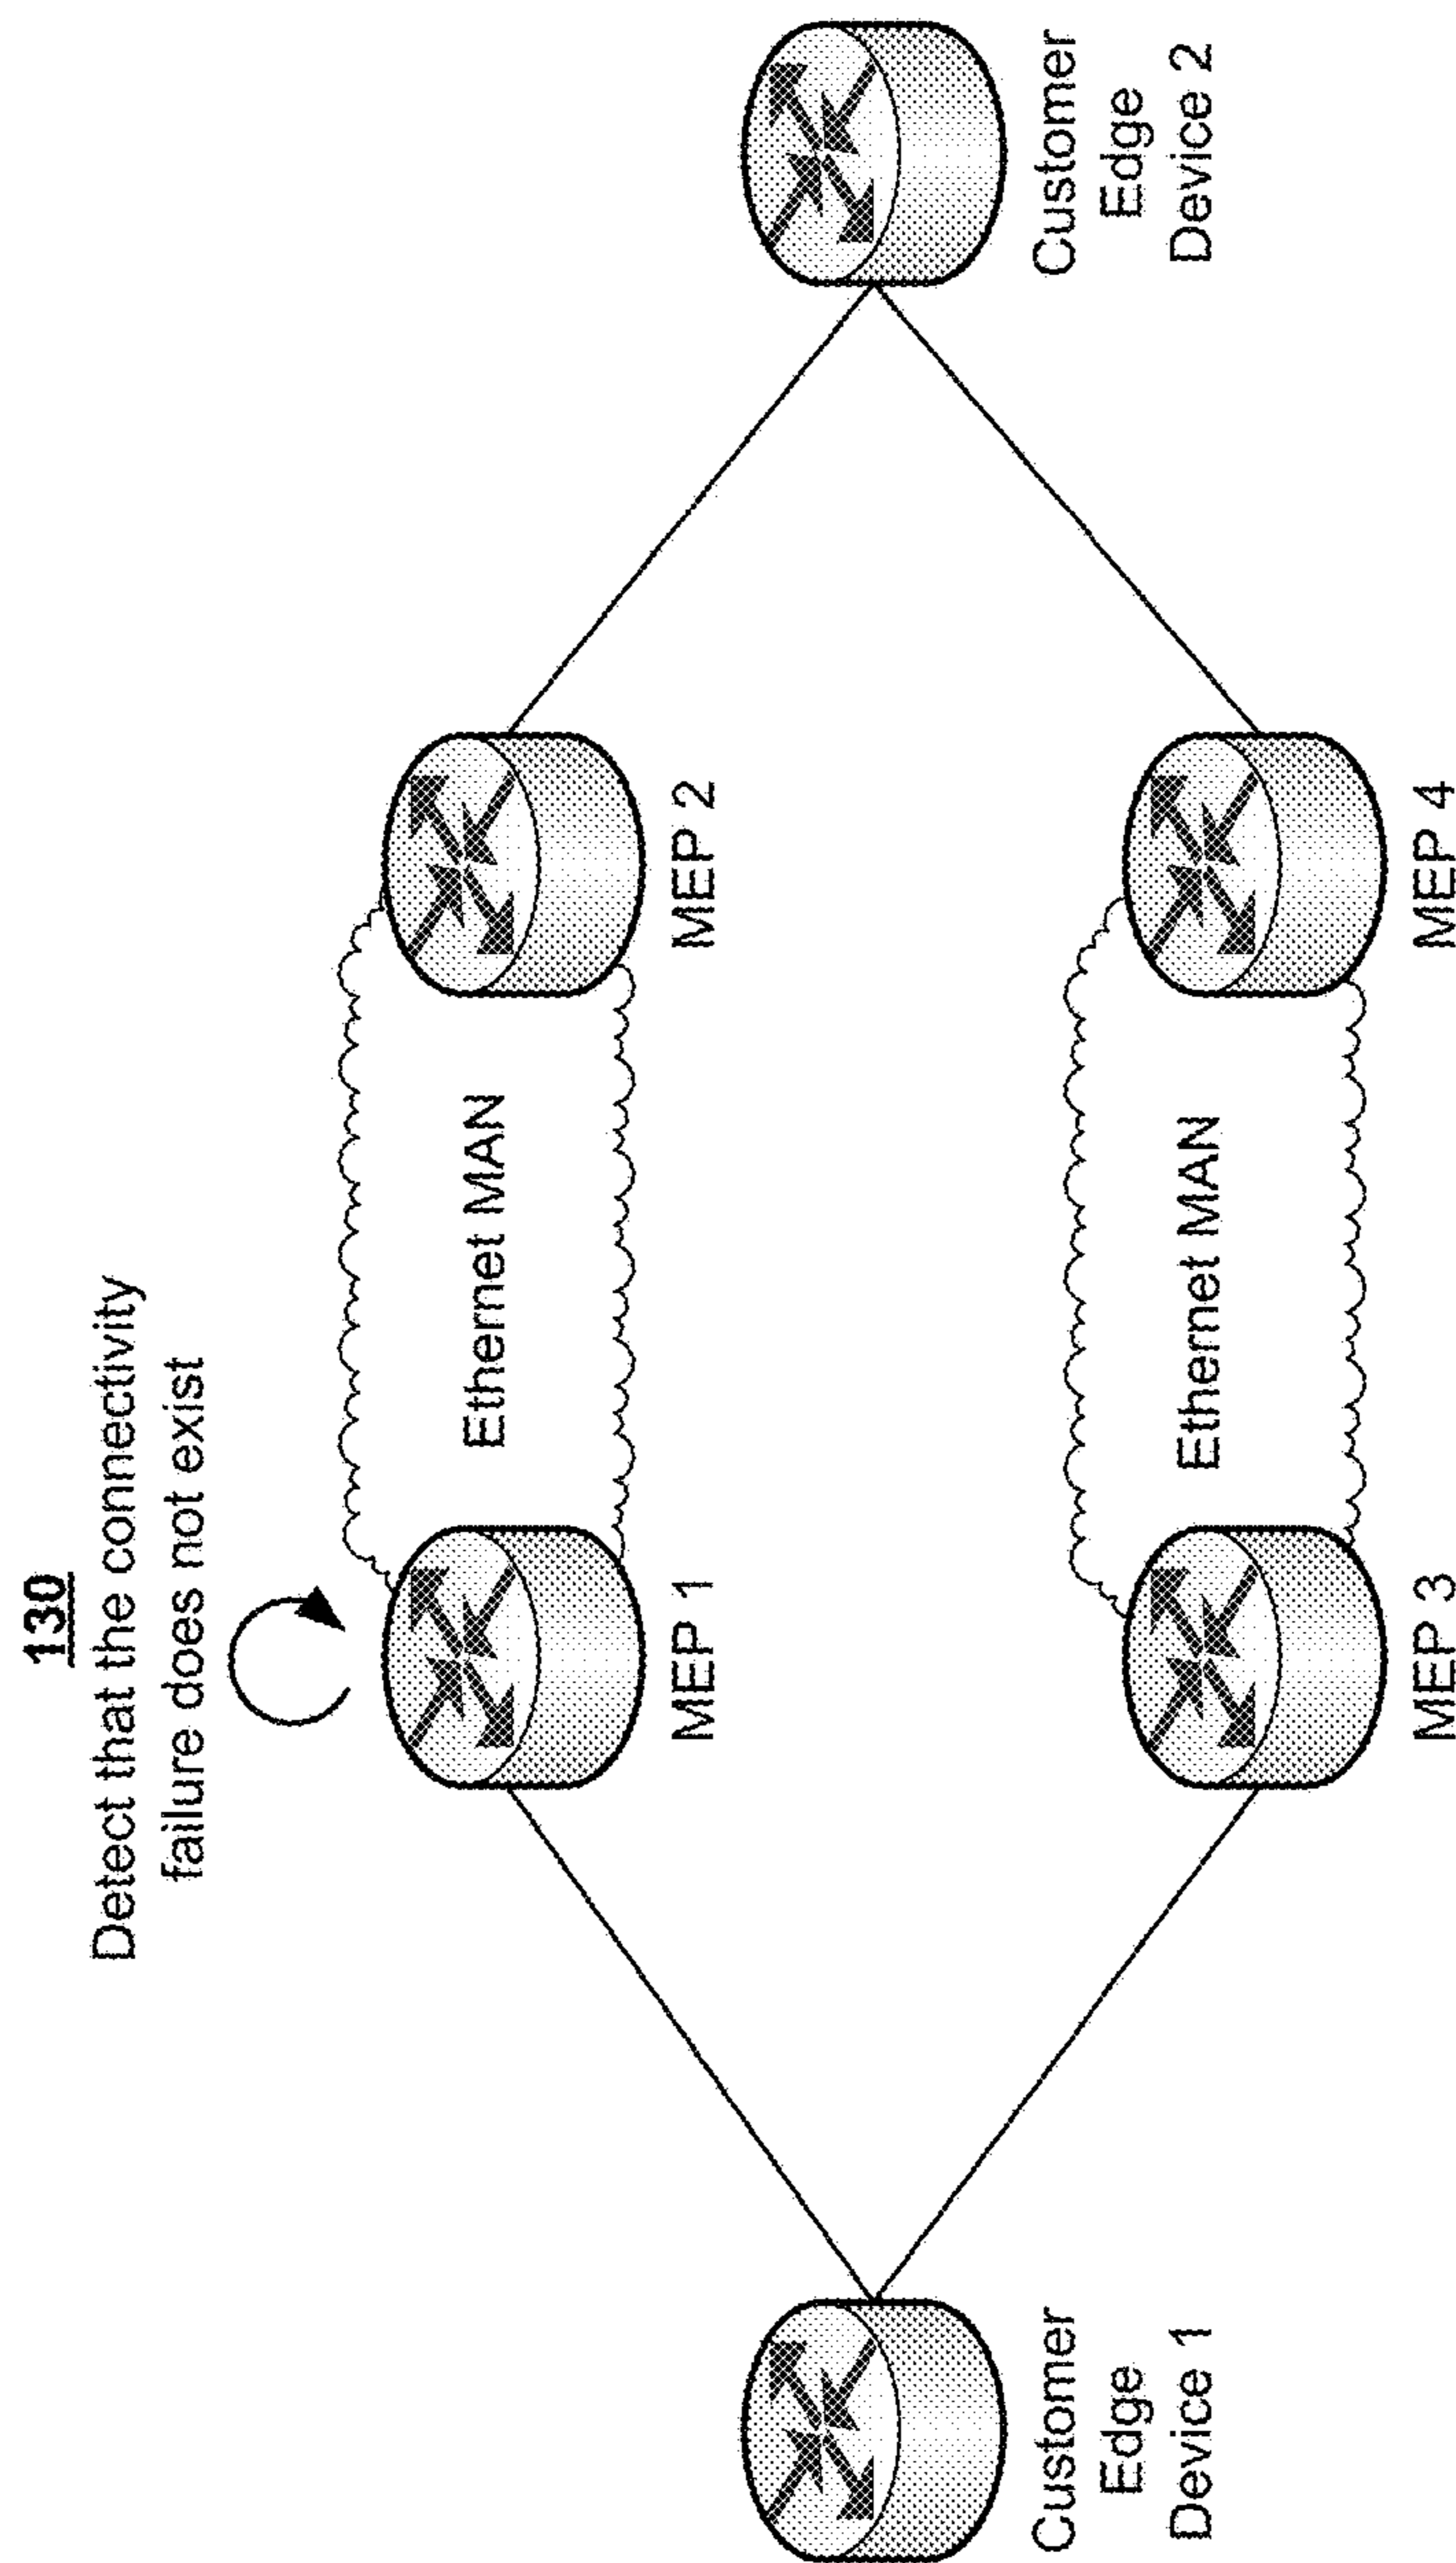 130
Detect that the connectivity
failure does not exist
MEP 1
Ethernet MAN
MEP 2
Customer
Edge
Device 1
Customer
Edge
Device 2
MEP 3
Ethernet MAN
MEP 4